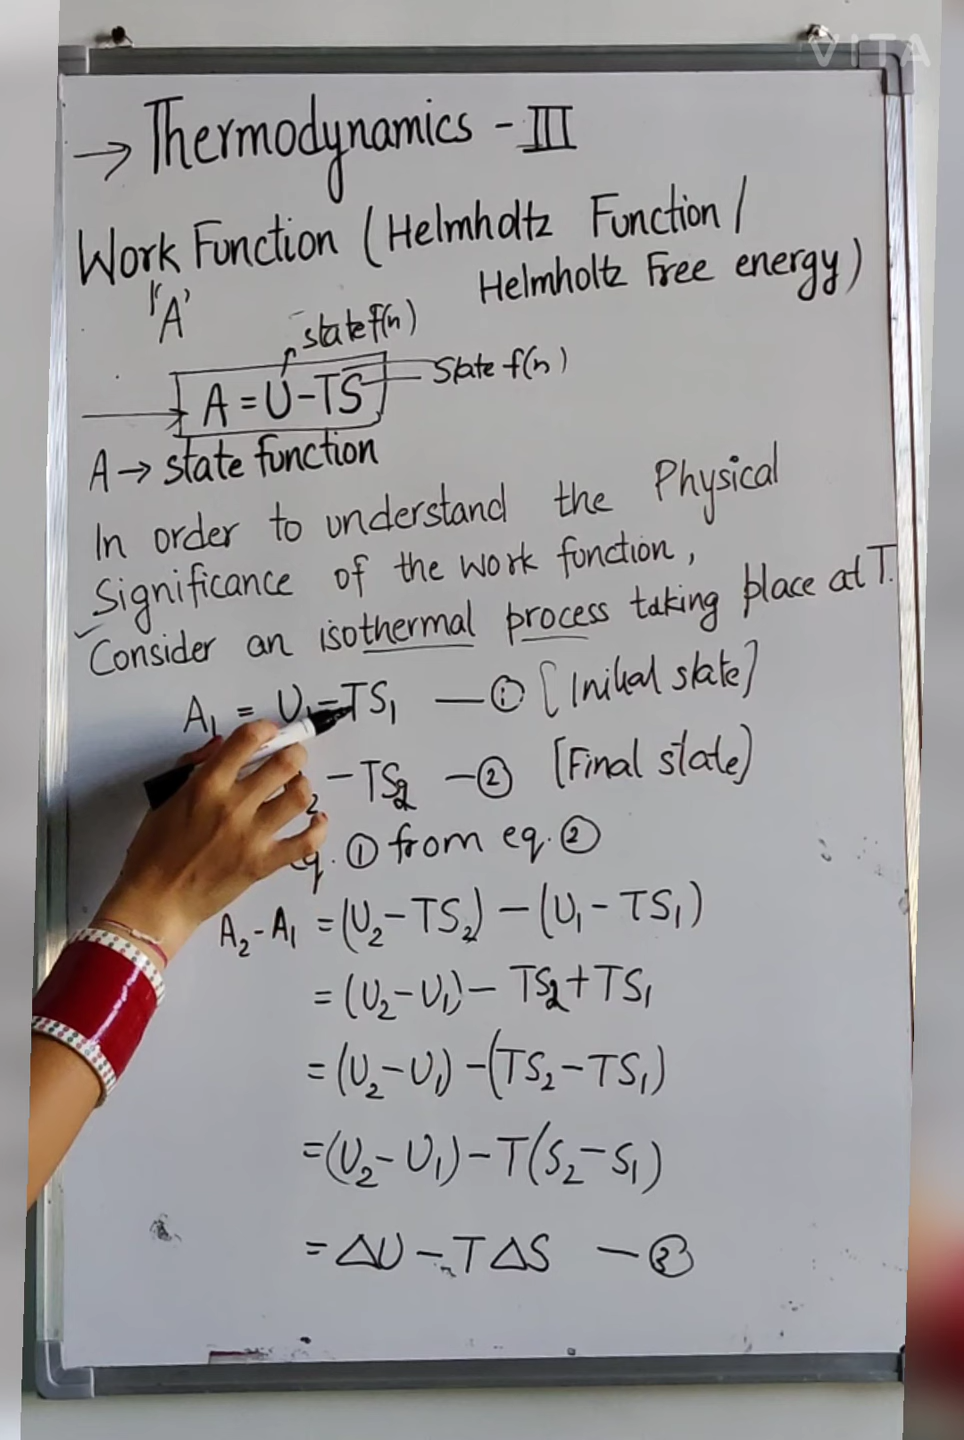 VITA
→ Thermodynamics - III
Work Function (Helmholtz Function /
Helmholtz Free energy)
"A"
state f(n)
A = U - TS State f(n)
A → state function
In order to understand the Physical
Significance of the work function,
Consider an isothermal process taking place at T.
A₁ = U₁ - TS₁ — ① [Initial state]
₂ - TS₂ — ② [Final state]
eq. ① from eq. ②
A₂ - A₁ = (U₂ - TS₂) - (U₁ - TS₁)
= (U₂ - U₁) - TS₂ + TS₁
= (U₂ - U₁) - (TS₂ - TS₁)
= (U₂ - U₁) - T(S₂ - S₁)
= ΔU - TΔS — ③